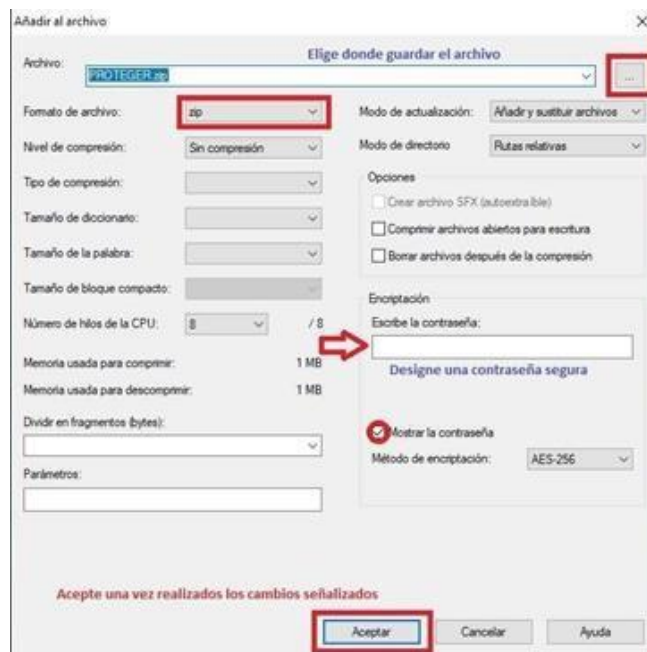 Añadir al archivo
Elige donde guardar el archivo
Archivo:
PROTEGER.zip
...
Formato de archivo:
zip
Modo de actualización:
Añadir y sustituir archivos
Nivel de compresión:
Sin compresión
Modo de directorio
Rutas relativas
Tipo de compresión:
Opciones
Crear archivo SFX (autoextraíble)
Tamaño de diccionario:
Comprimir archivos abiertos para escritura
Tamaño de la palabra:
Borrar archivos después de la compresión
Tamaño de bloque compacto:
Encriptación
Número de hilos de la CPU:
8
/ 8
Escribe la contraseña:
Memoria usada para comprimir:
1 MB
Designe una contraseña segura
Memoria usada para descomprimir:
1 MB
Dividir en fragmentos (bytes):
Mostrar la contraseña
Método de encriptación:
AES-256
Parámetros:
Acepte una vez realizados los cambios señalizados
Aceptar
Cancelar
Ayuda